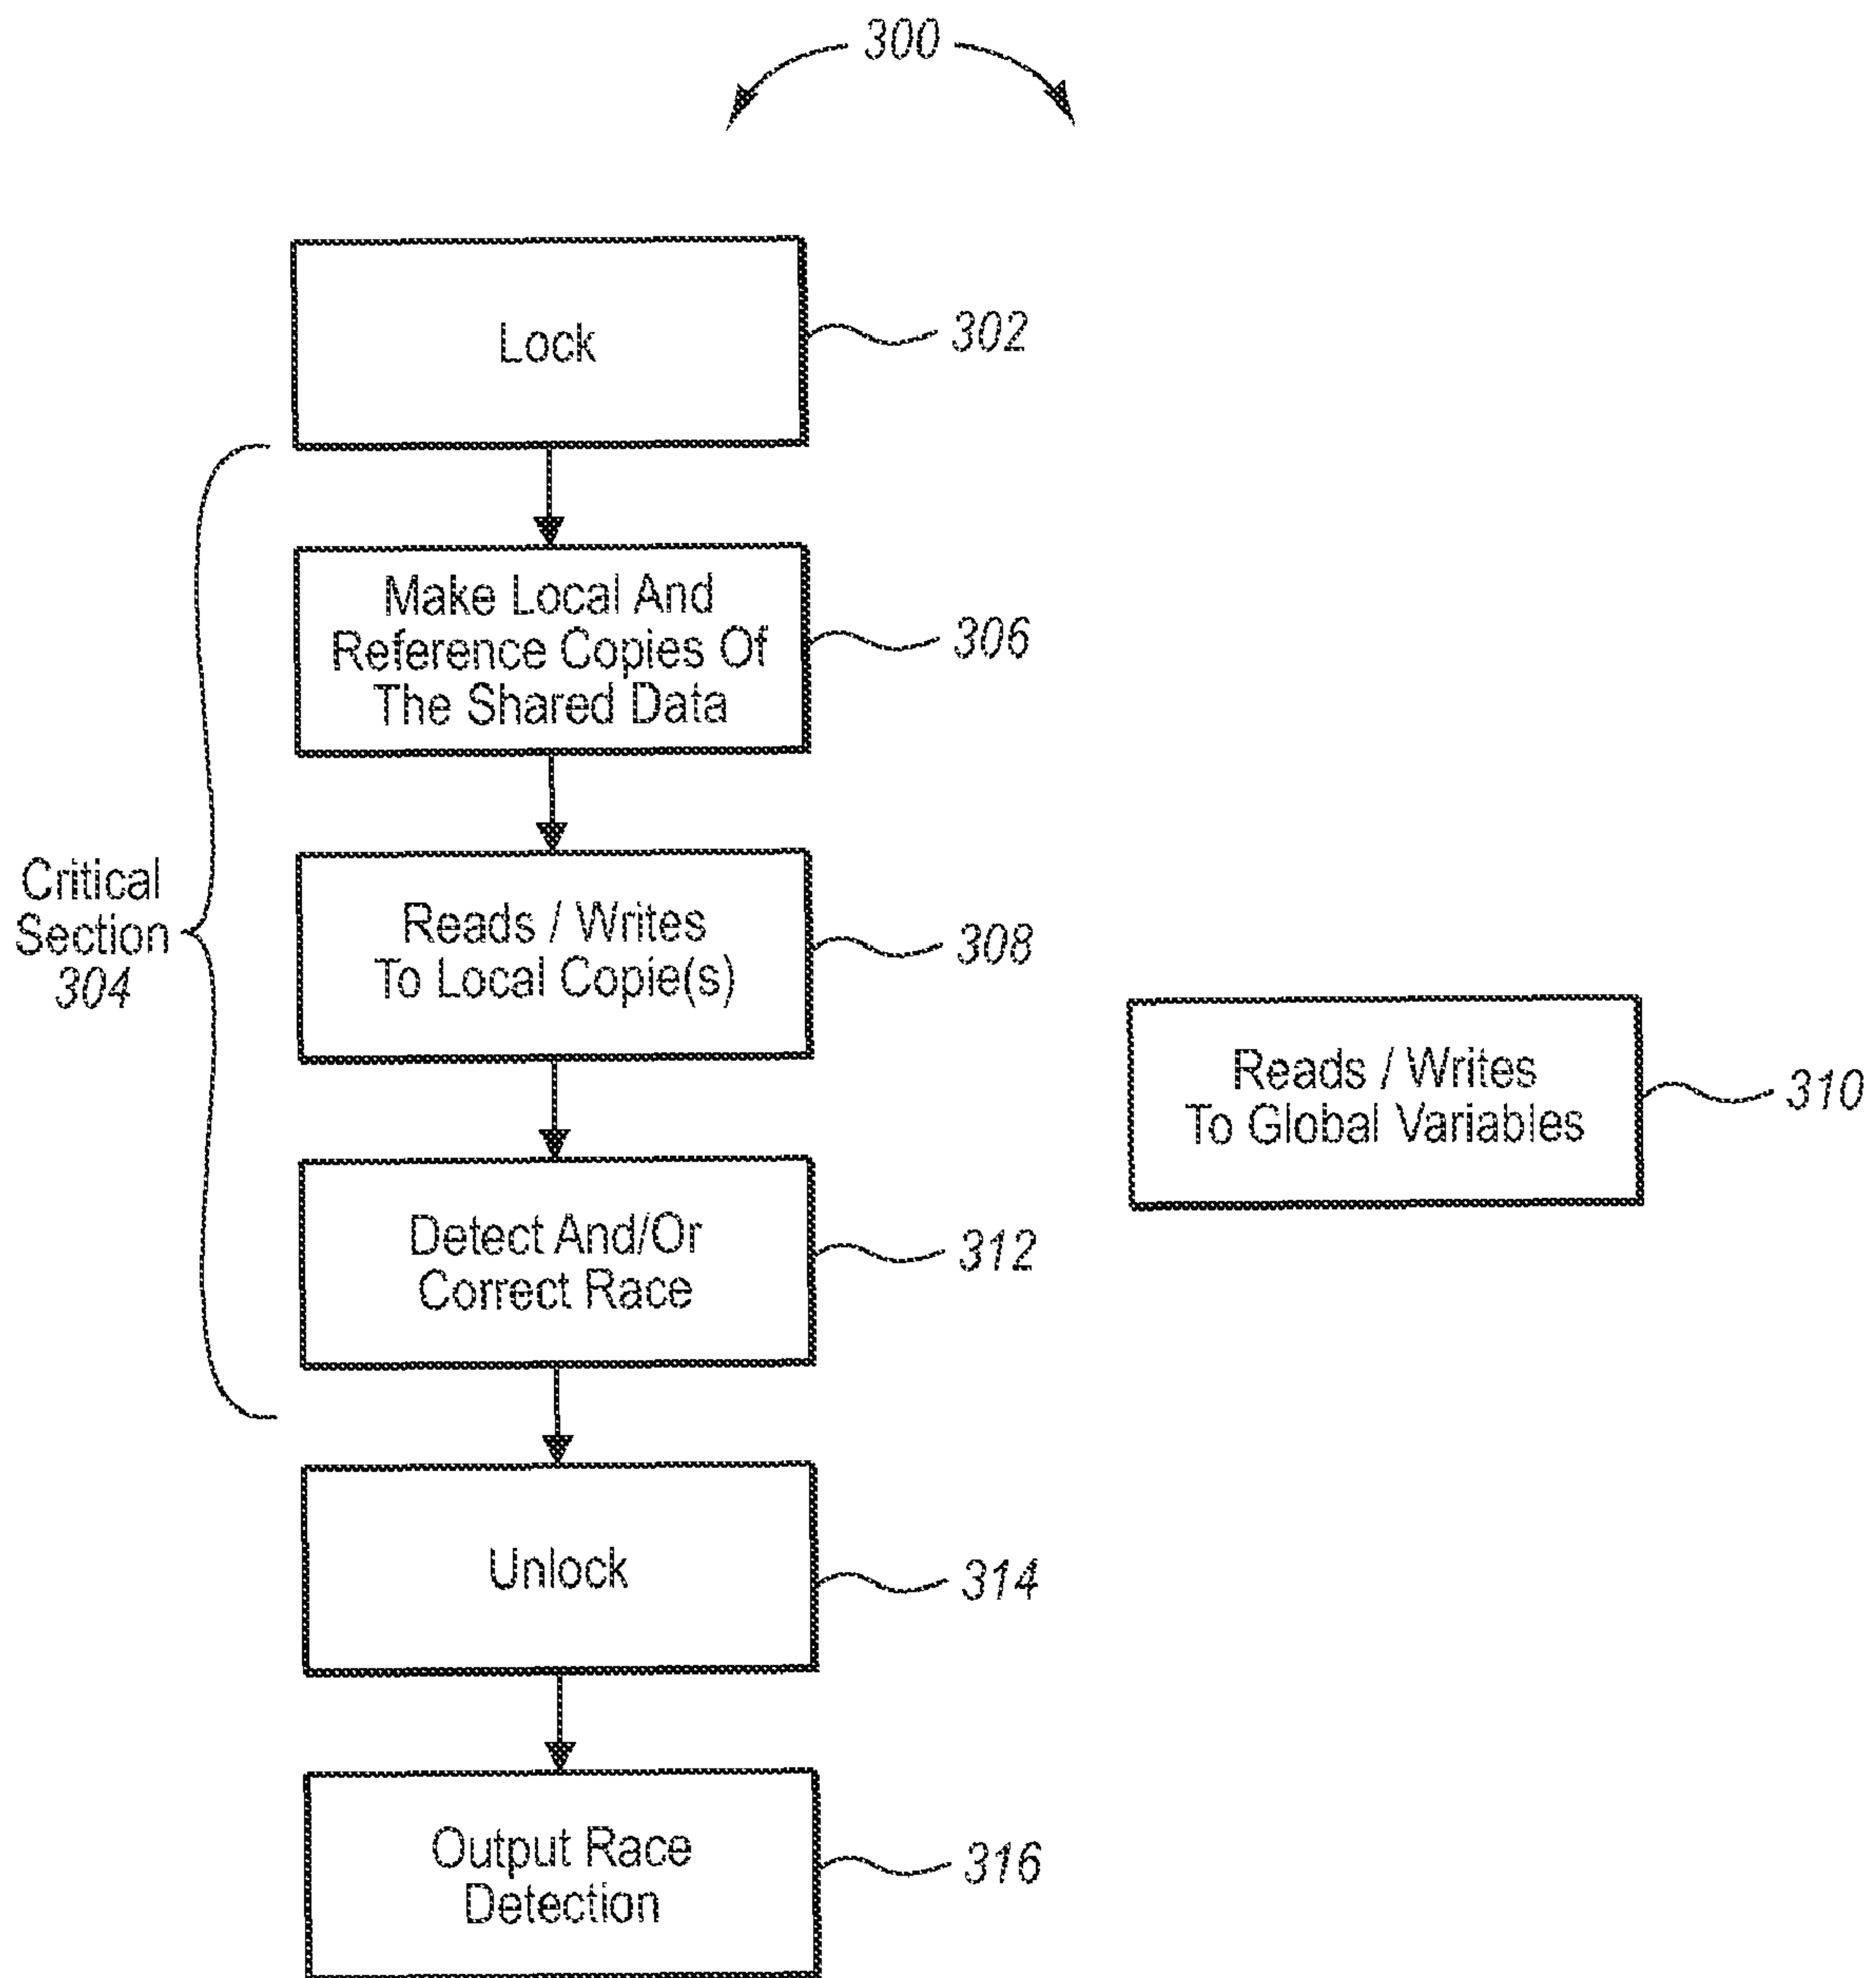 300
Lock
302
Make Local And
Reference Copies Of
The Shared Data
306
Critical
Section
304
Reads / Writes
To Local Copie(s)
308
Reads / Writes
To Global Variables
310
Detect And/Or
Correct Race
312
Unlock
314
Output Race
Detection
316